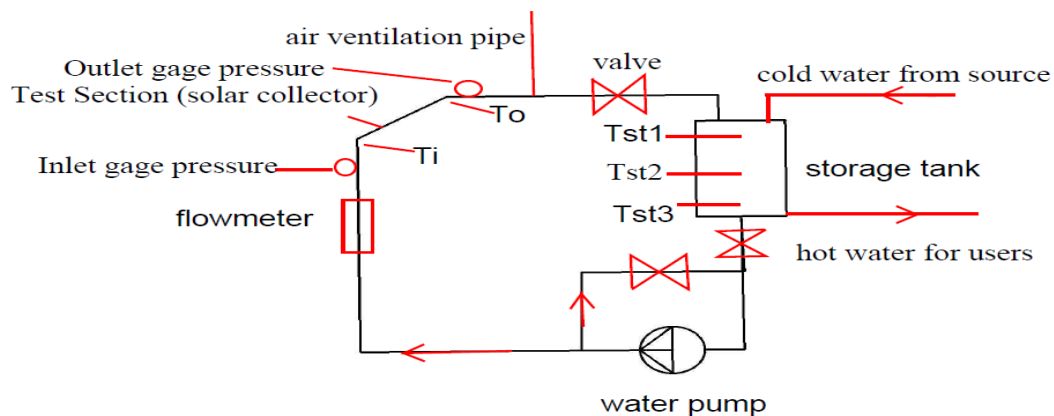 air ventilation pipe
Outlet gage pressure
valve
cold water from source
Test Section (solar collector)
To
Tst1
Ti
Inlet gage pressure
Tst2
storage tank
Tst3
flowmeter
hot water for users
water pump